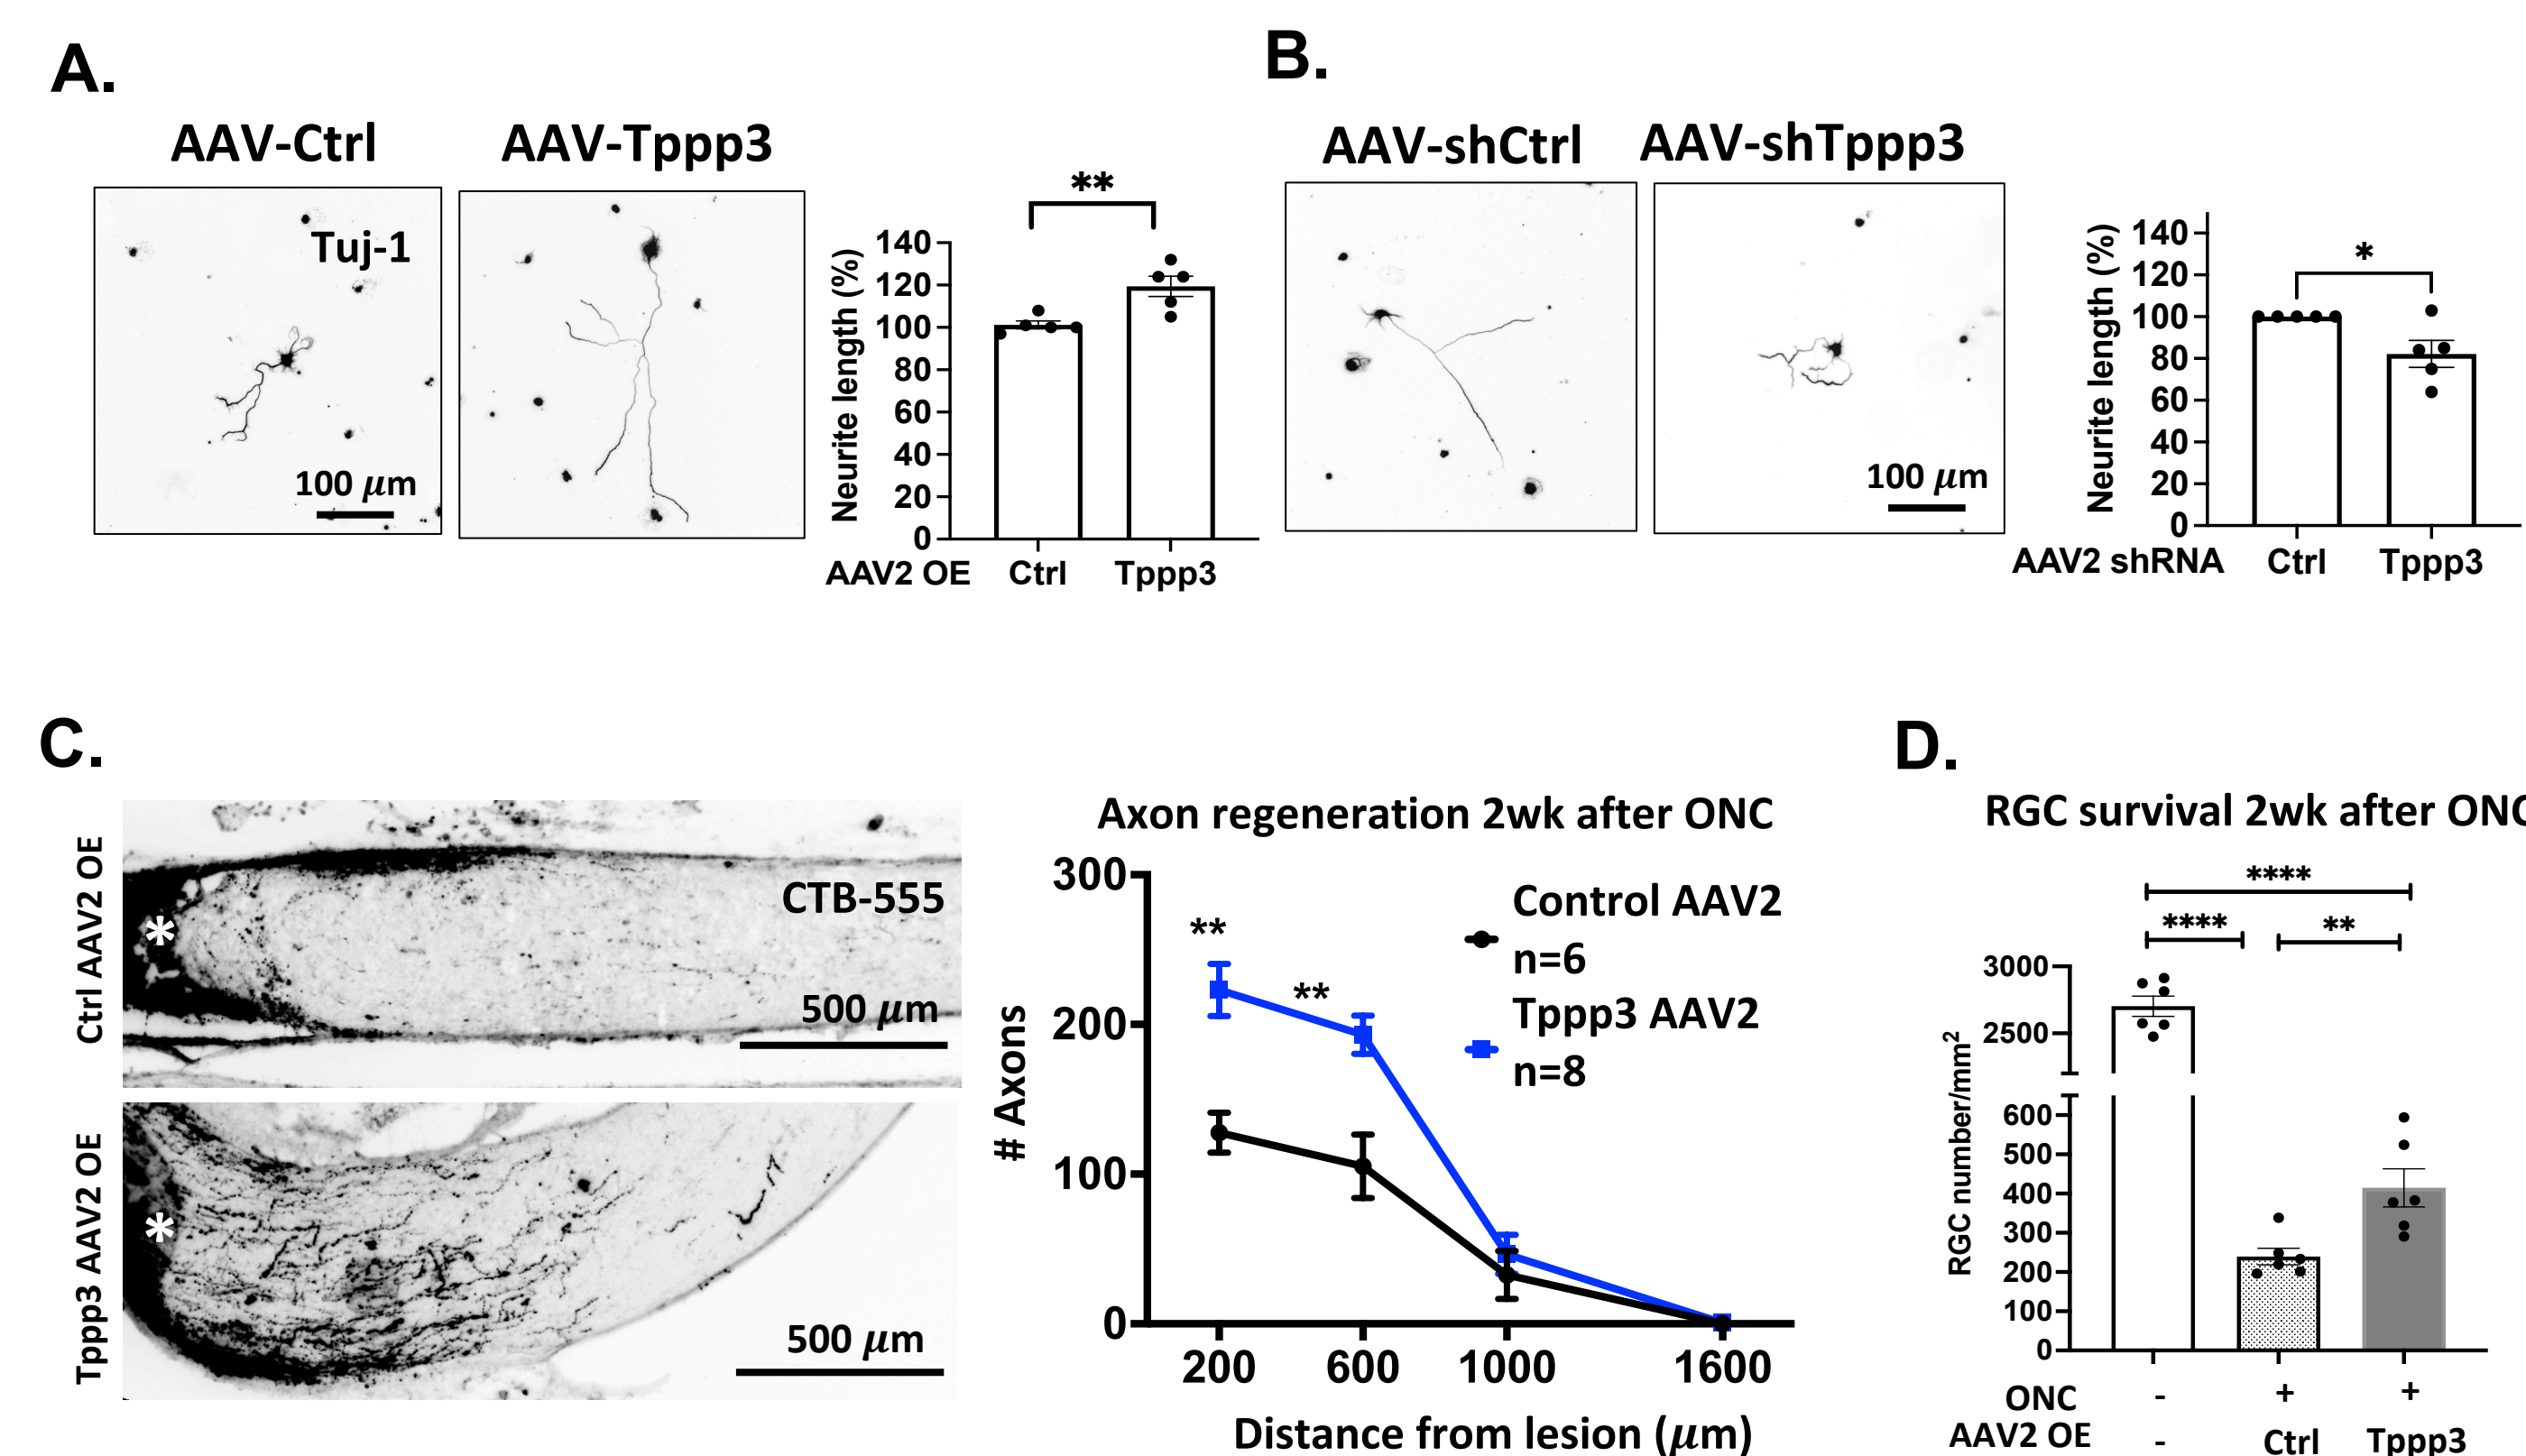 A.
AAV-Ctrl
AAV-Tppp3
Tuj-1
100 μm
**
Neurite length (%)
140
120
100
80
60
40
20
0
AAV2 OE
Ctrl
Tppp3
B.
AAV-shCtrl
AAV-shTppp3
100 μm
*
Neurite length (%)
140
120
100
80
60
40
20
0
AAV2 shRNA
Ctrl
Tppp3
C.
Ctrl AAV2 OE
*
CTB-555
500 μm
Tppp3 AAV2 OE
*
500 μm
Axon regeneration 2wk after ONC
# Axons
300
200
100
0
**
**
Control AAV2
n=6
Tppp3 AAV2
n=8
200 600 1000 1600
Distance from lesion (μm)
D.
RGC survival 2wk after ONC
****
**** **
RGC number/mm²
3000
2500
600
500
400
300
200
100
0
ONC - + +
AAV2 OE - Ctrl Tppp3